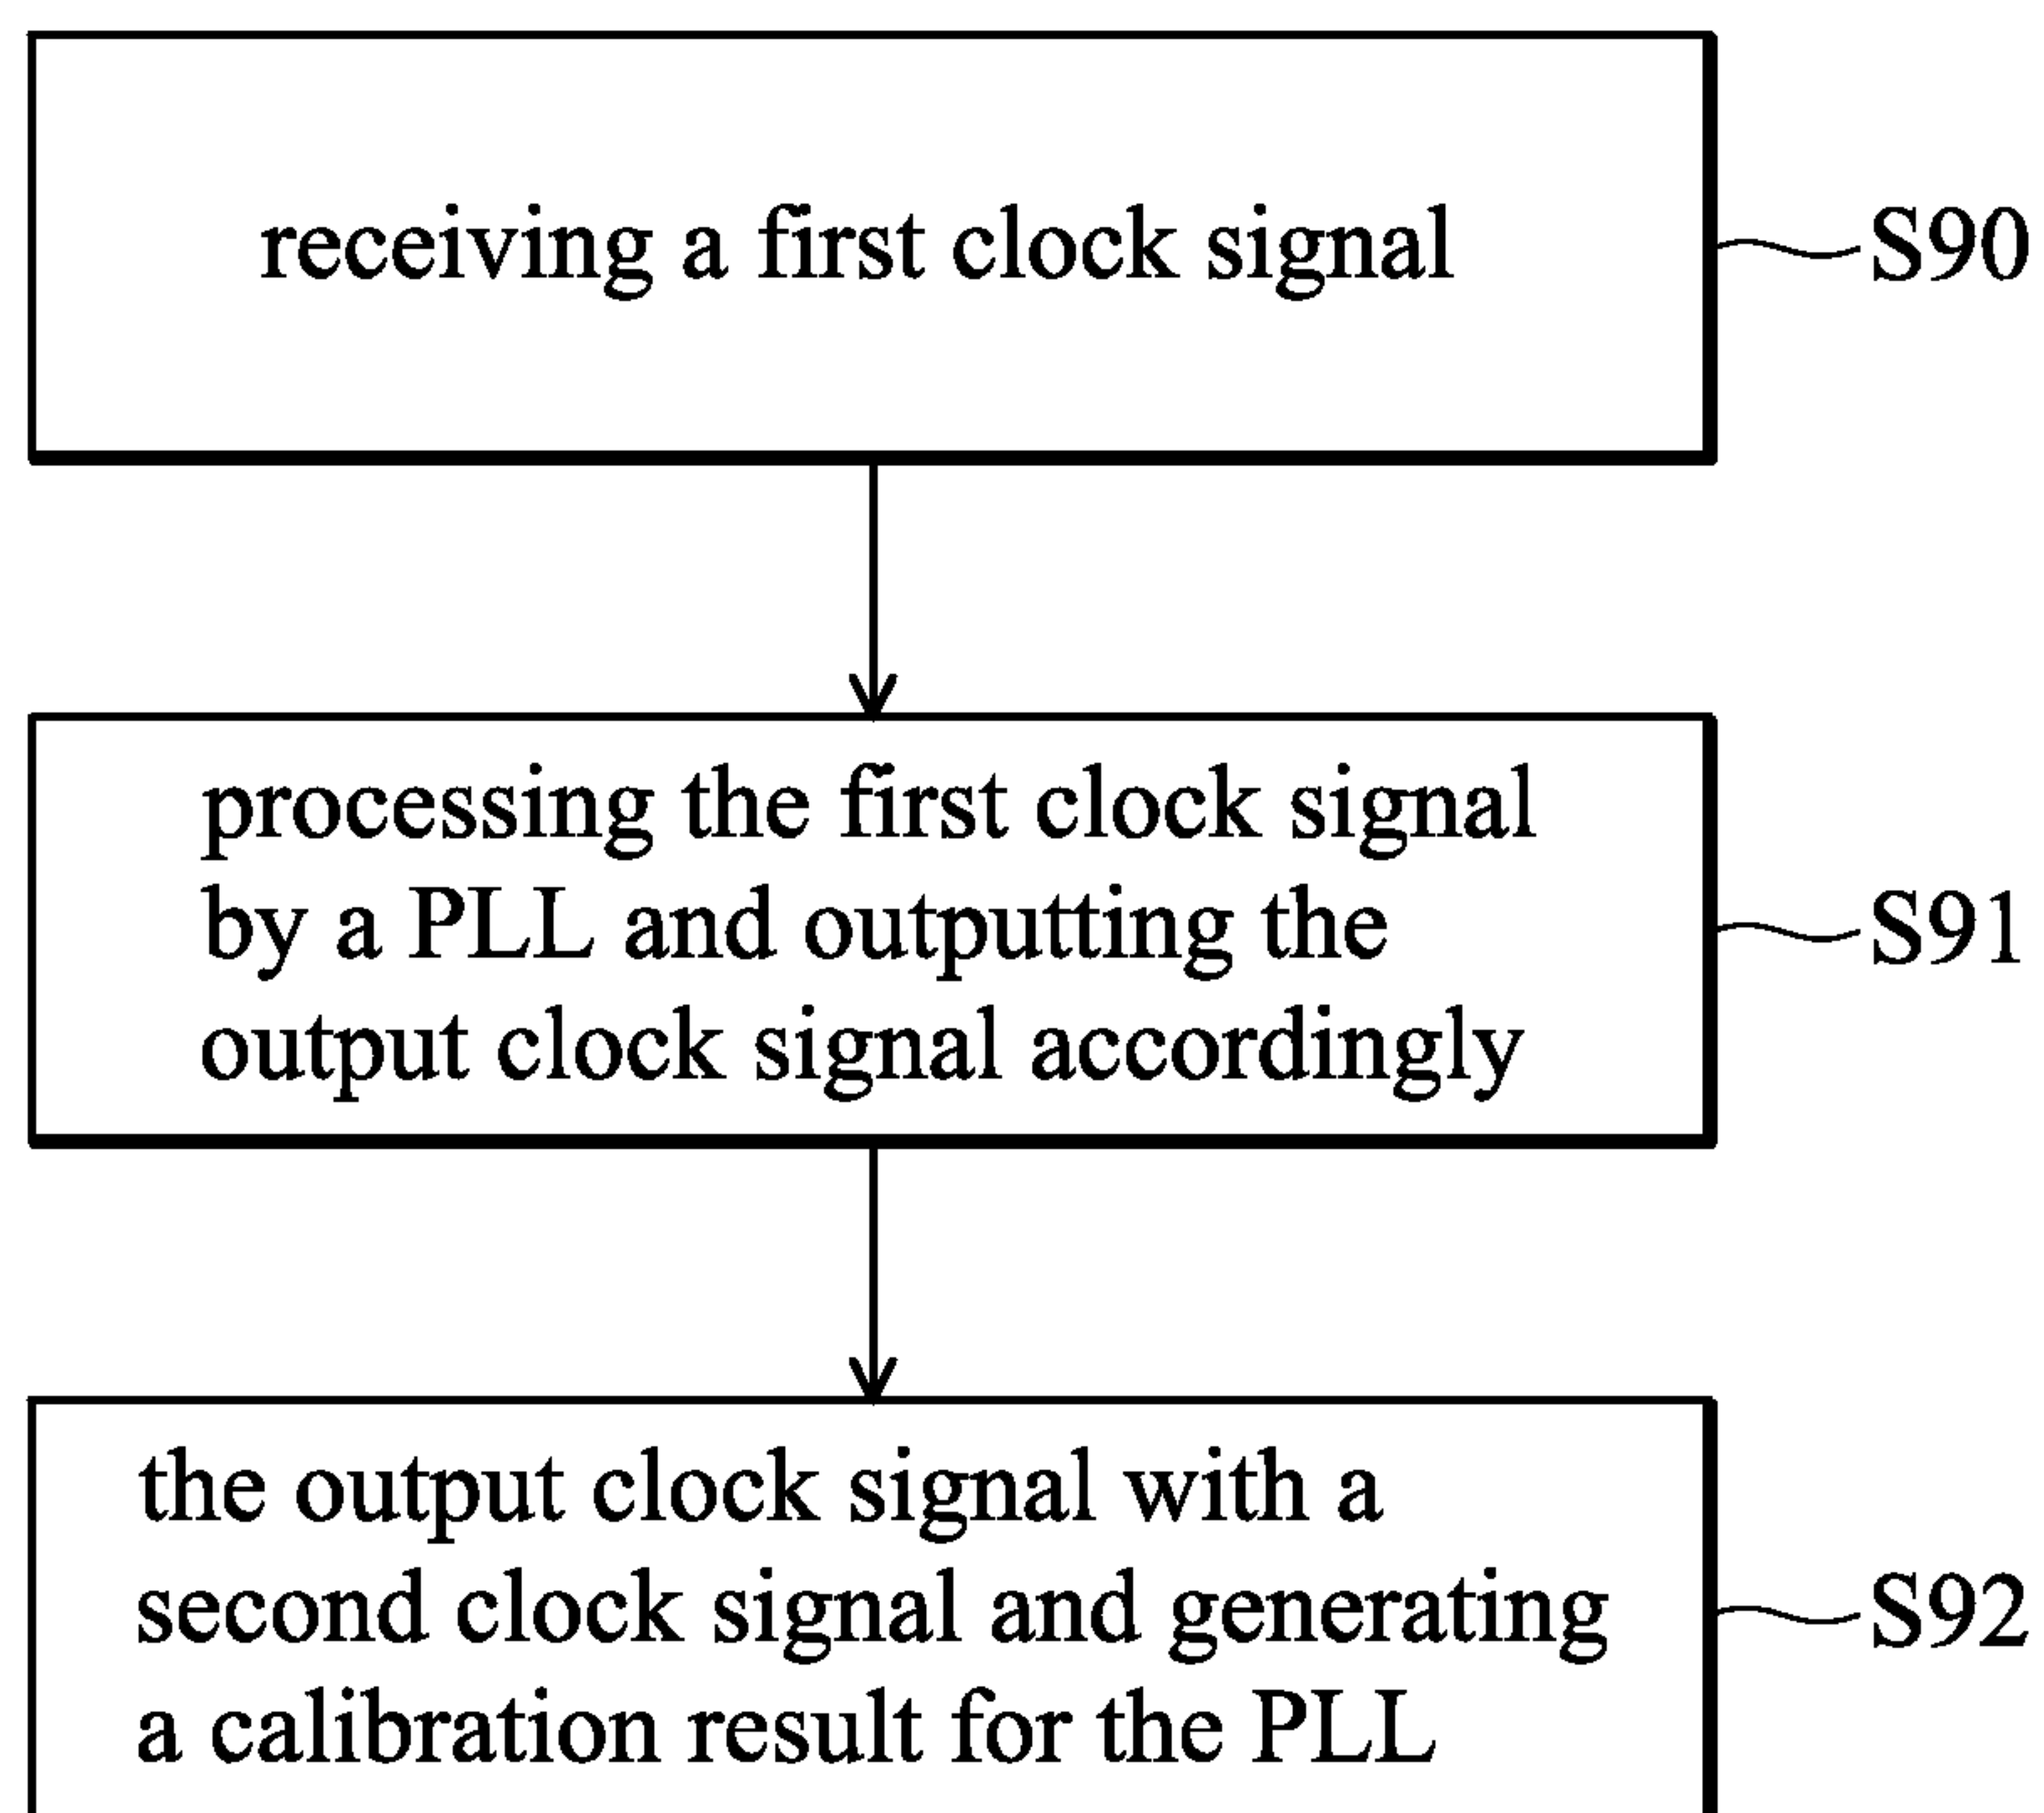 receiving a first clock signal
S90
processing the first clock signal
by a PLL and outputting the
output clock signal accordingly
S91
the output clock signal with a
second clock signal and generating
a calibration result for the PLL
S92